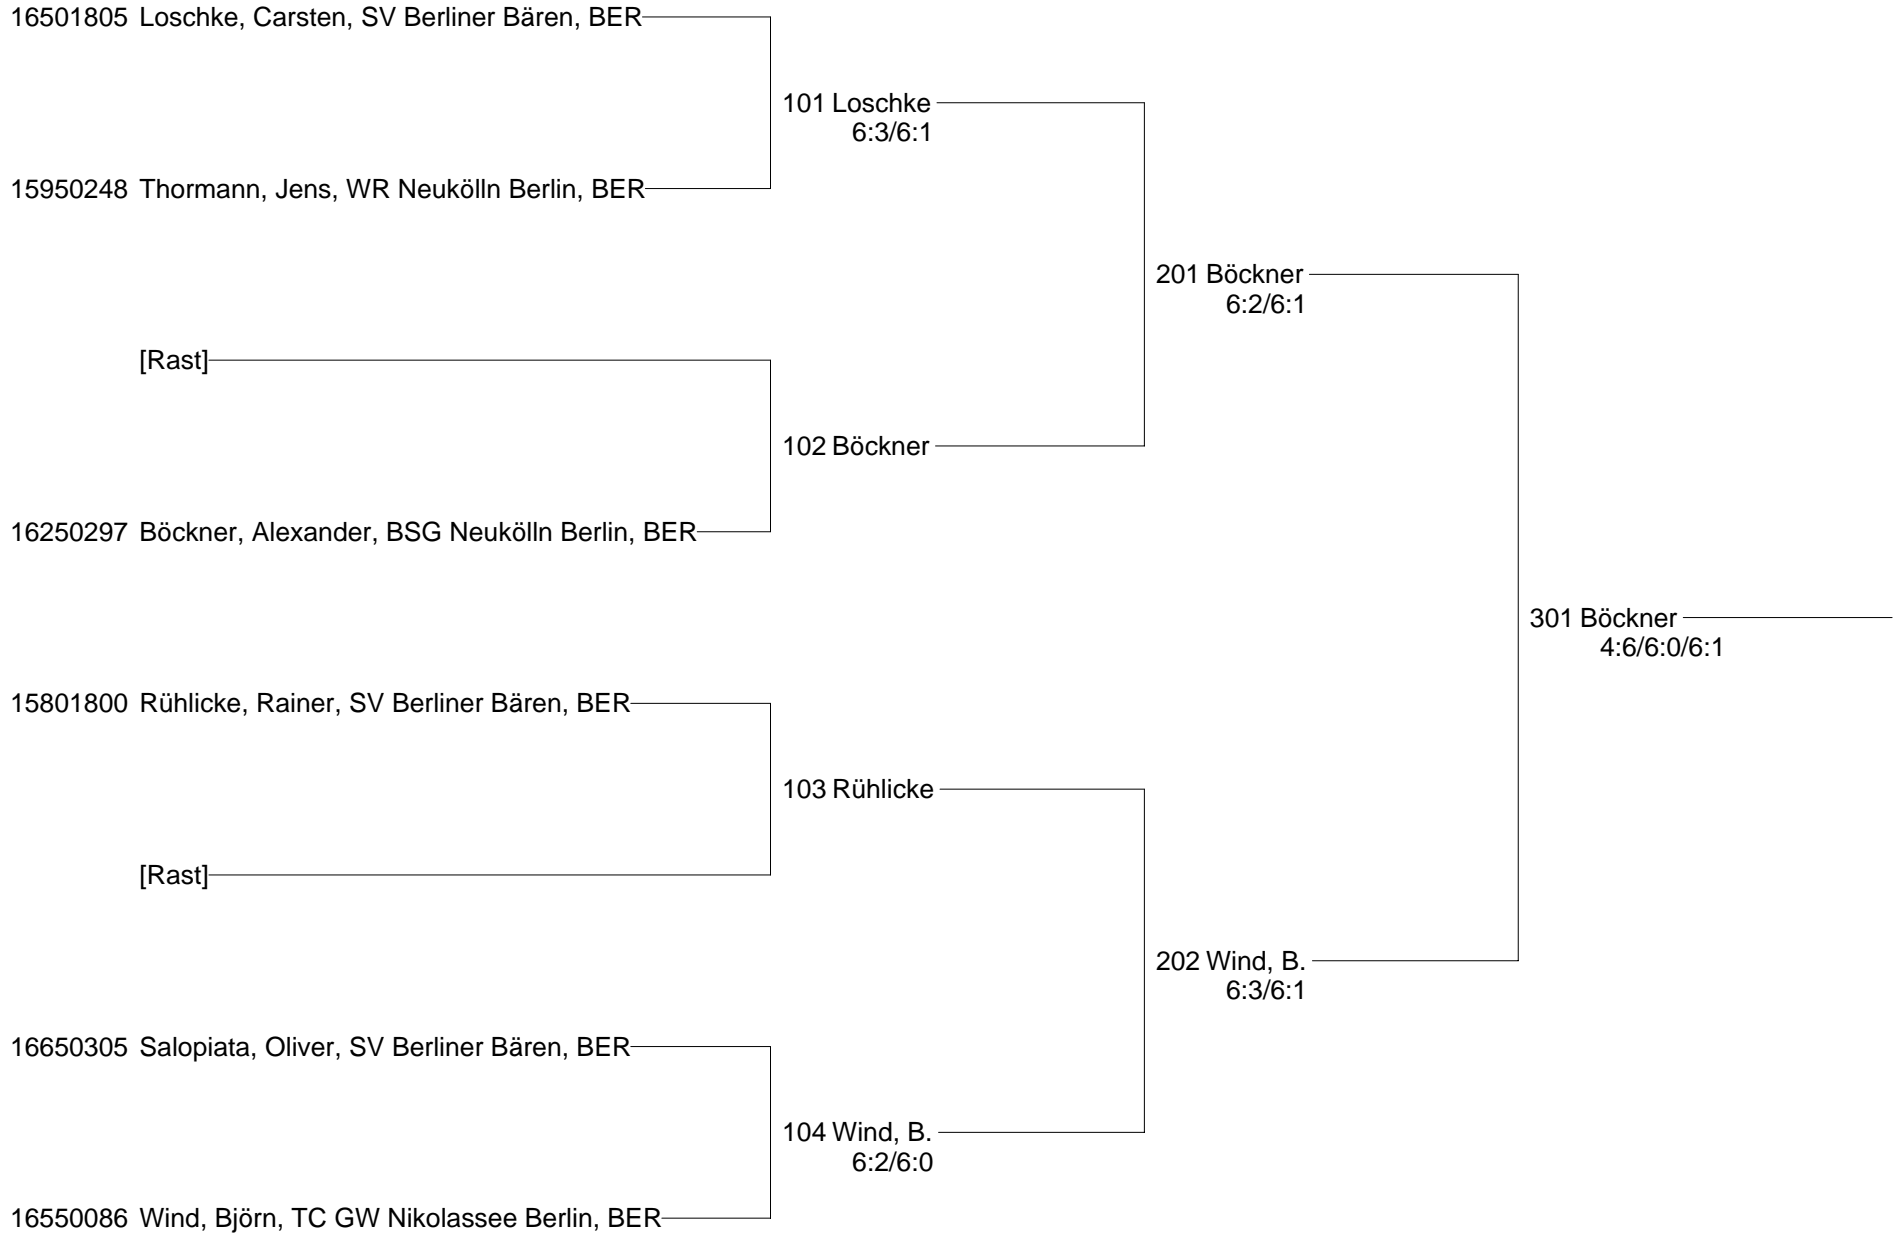 16501805 Loschke, Carsten, SV Berliner Bären, BER
101 Loschke
6:3/6:1
15950248 Thormann, Jens, WR Neukölln Berlin, BER
201 Böckner
6:2/6:1
[Rast]
102 Böckner
16250297 Böckner, Alexander, BSG Neukölln Berlin, BER
301 Böckner
4:6/6:0/6:1
15801800 Rühlicke, Rainer, SV Berliner Bären, BER
103 Rühlicke
[Rast]
202 Wind, B.
6:3/6:1
16650305 Salopiata, Oliver, SV Berliner Bären, BER
104 Wind, B.
6:2/6:0
16550086 Wind, Björn, TC GW Nikolassee Berlin, BER